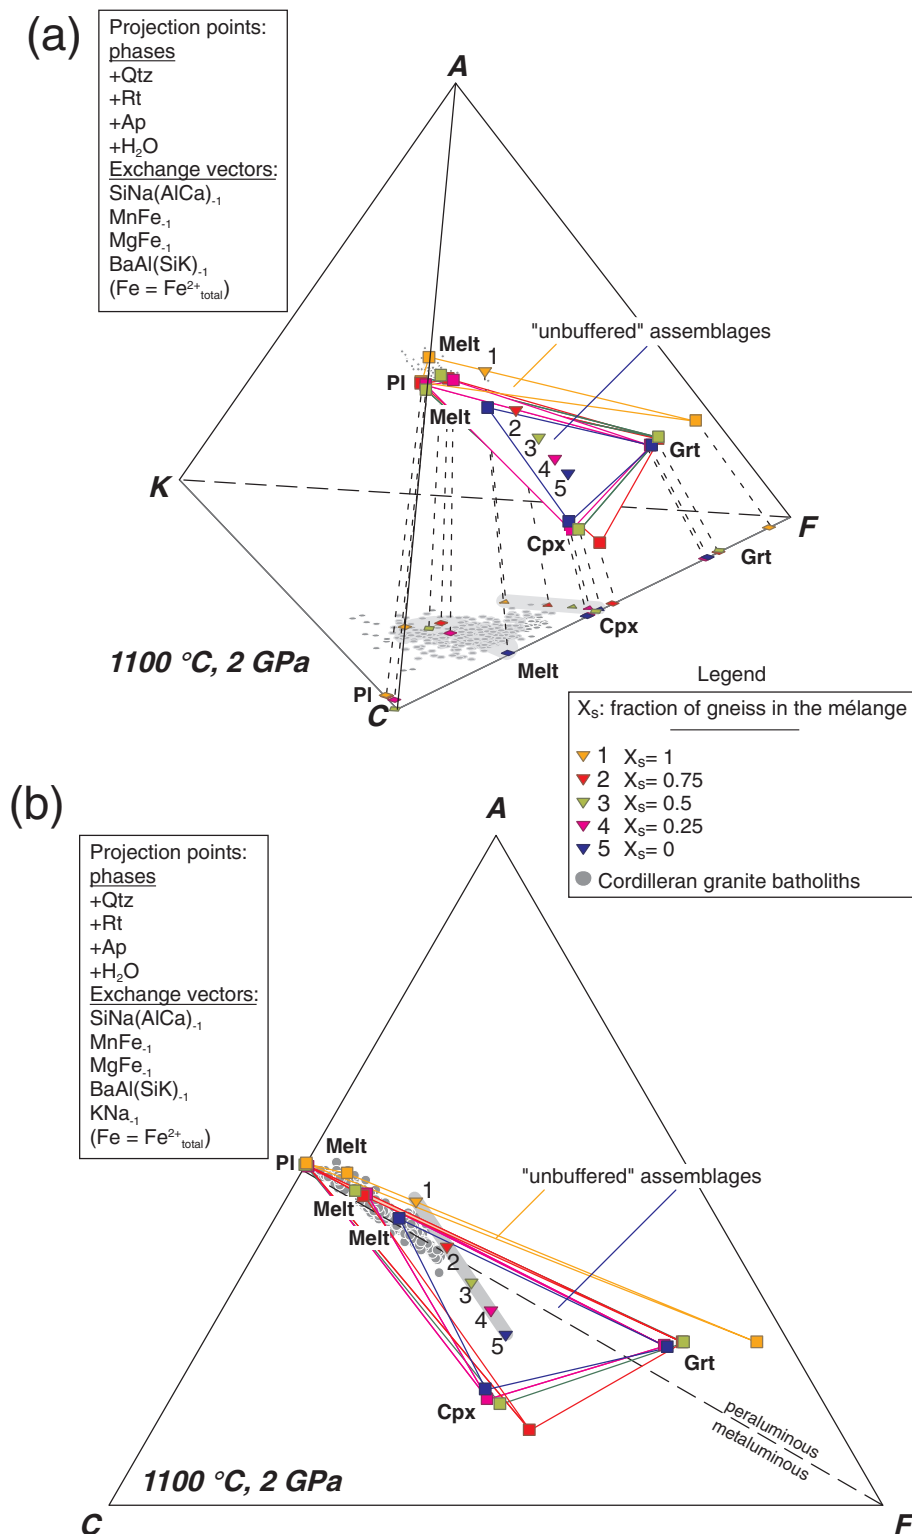 (a)
Projection points:
phases
+Qtz
+Rt
+Ap
+H2O
Exchange vectors:
SiNa(AlCa)-1
MnFe-1
MgFe-1
BaAl(SiK)-1
(Fe = Fe2+total)
A
"unbuffered" assemblages
Melt
1
Pl
Melt
2
3
4
5
Grt
K
F
Cpx
Grt
Cpx
1100 °C, 2 GPa
Melt
Pl
C
Legend
Xs: fraction of gneiss in the mélange
1 Xs= 1
2 Xs= 0.75
3 Xs= 0.5
4 Xs= 0.25
5 Xs= 0
Cordilleran granite batholiths
(b)
Projection points:
phases
+Qtz
+Rt
+Ap
+H2O
Exchange vectors:
SiNa(AlCa)-1
MnFe-1
MgFe-1
BaAl(SiK)-1
KNa-1
(Fe = Fe2+total)
A
Melt
Pl
"unbuffered" assemblages
1
Melt
Melt
2
3
4
5
Grt
Cpx
peraluminous
metaluminous
1100 °C, 2 GPa
C
F